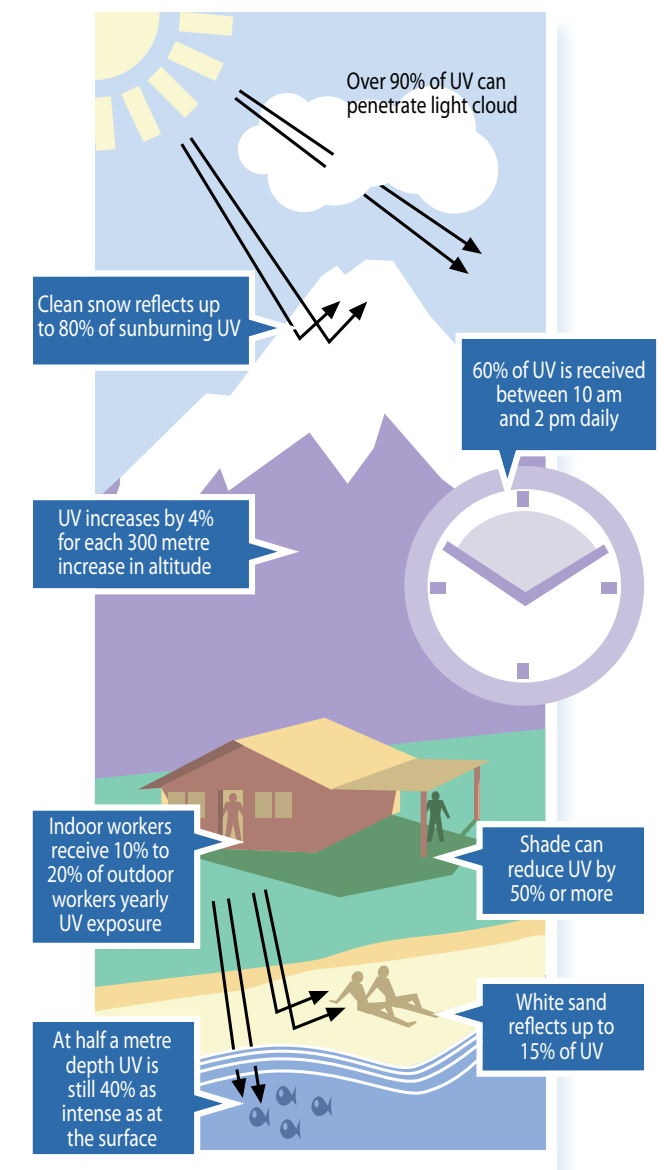 Over 90% of UV can
penetrate light cloud
Clean snow reflects up
to 80% of sunburning UV
60% of UV is received
between 10 am
and 2 pm daily
UV increases by 4%
for each 300 metre
increase in altitude
Indoor workers
receive 10% to
20% of outdoor
workers yearly
UV exposure
Shade can
reduce UV by
50% or more
White sand
reflects up to
15% of UV
At half a metre
depth UV is
still 40% as
intense as at
the surface